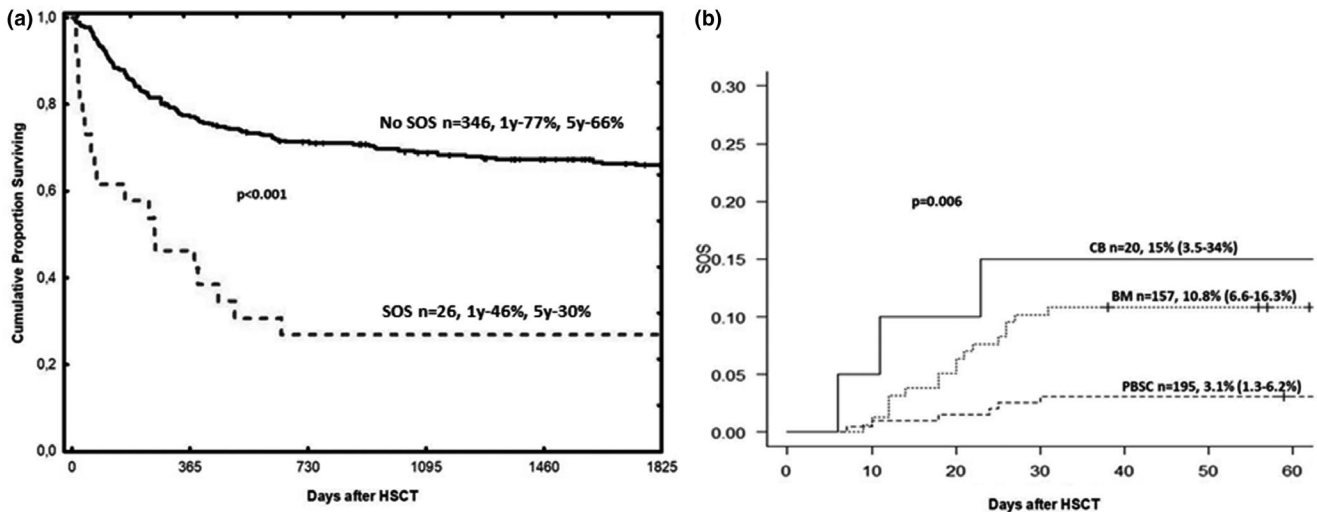 (a)
1,0
0,8
0,6
0,4
0,2
0,0
Cumulative Proportion Surviving
No SOS n=346, 1y-77%, 5y-66%
p<0.001
SOS n=26, 1y-46%, 5y-30%
0 365 730 1095 1460 1825
Days after HSCT
(b)
0.30
0.25
0.20
0.15
0.10
0.05
0.00
SOS
p=0.006
CB n=20, 15% (3.5-34%)
BM n=157, 10.8% (6.6-16.3%)
PBSC n=195, 3.1% (1.3-6.2%)
0 10 20 30 40 50 60
Days after HSCT